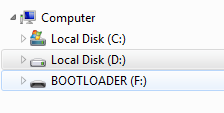 Computer
Local Disk (C:)
Local Disk (D:)
BOOTLOADER (F:)